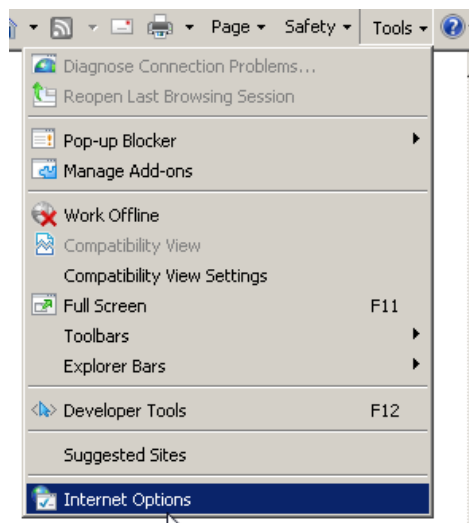 Page Safety Tools
Diagnose Connection Problems...
Reopen Last Browsing Session
Pop-up Blocker
Manage Add-ons
Work Offline
Compatibility View
Compatibility View Settings
Full Screen F11
Toolbars
Explorer Bars
Developer Tools F12
Suggested Sites
Internet Options